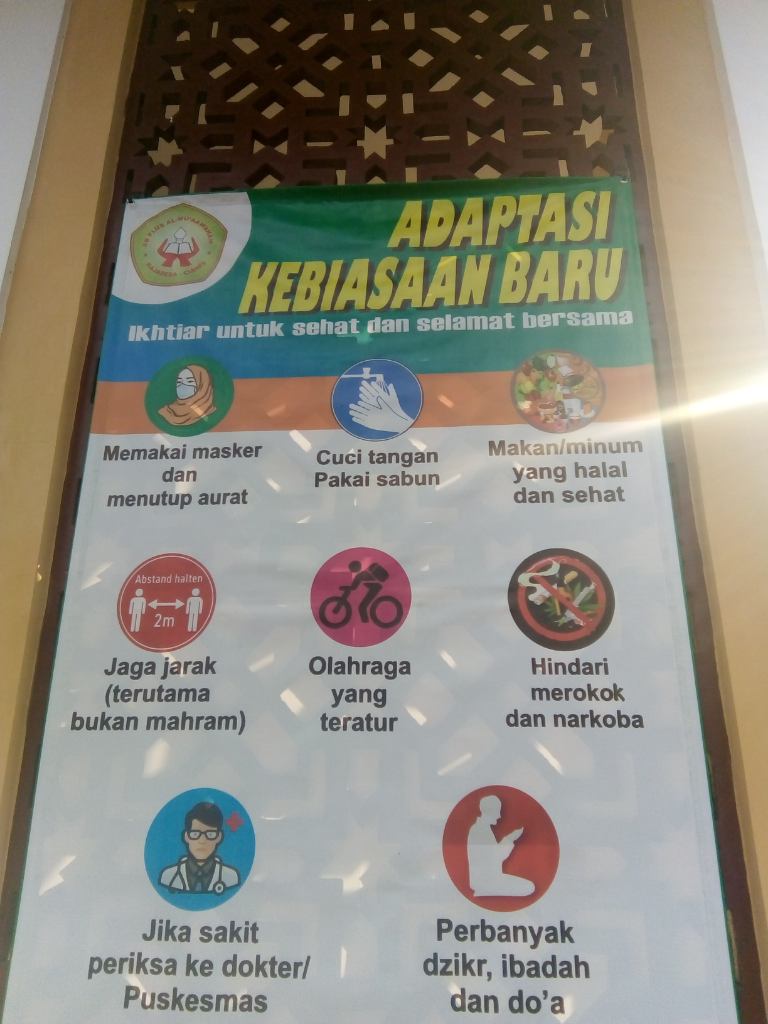 ADAPTASI
KEBIASAAN BARU
Ikhtiar untuk sehat dan selamat bersama
Memakai masker
dan
menutup aurat
Cuci tangan
Pakai sabun
Makan/minum
yang halal
dan sehat
Abstand halten
2m
Jaga jarak
(terutama
bukan mahram)
Olahraga
yang
teratur
Hindari
merokok
dan narkoba
Jika sakit
periksa ke dokter/
Puskesmas
Perbanyak
dzikr, ibadah
dan do'a